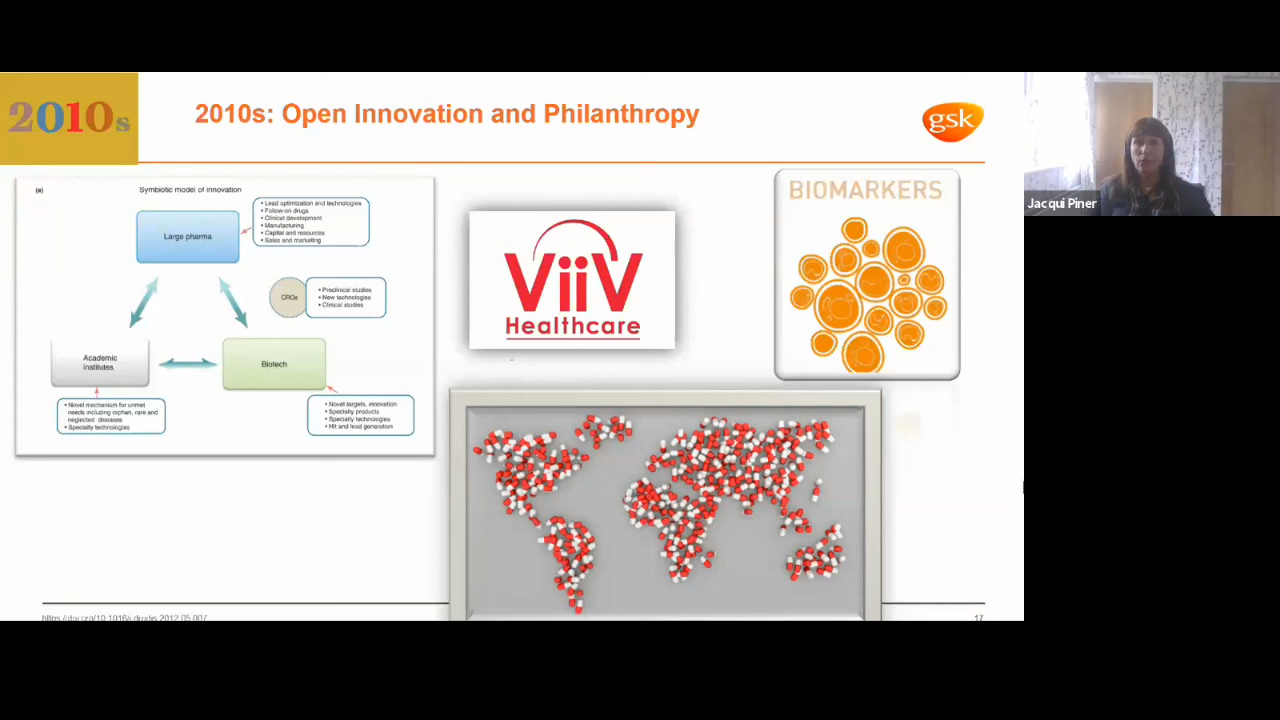 2010s
2010s: Open Innovation and Philanthropy
gsk
Jacqui Piner
(a)
Symbiotic model of innovation
Large pharma
• Lead optimization and technologies
• Follow-on drugs
• Clinical development
• Manufacturing
• Capital and resources
• Sales and marketing
CROs
• Preclinical studies
• New technologies
• Clinical studies
Academic
institutes
Biotech
• Novel mechanism for unmet
needs including orphan, rare and
neglected diseases
• Specialty technologies
• Novel targets, innovation
• Specialty products
• Specialty technologies
• Hit and lead generation
ViiV
Healthcare
BIOMARKERS
17